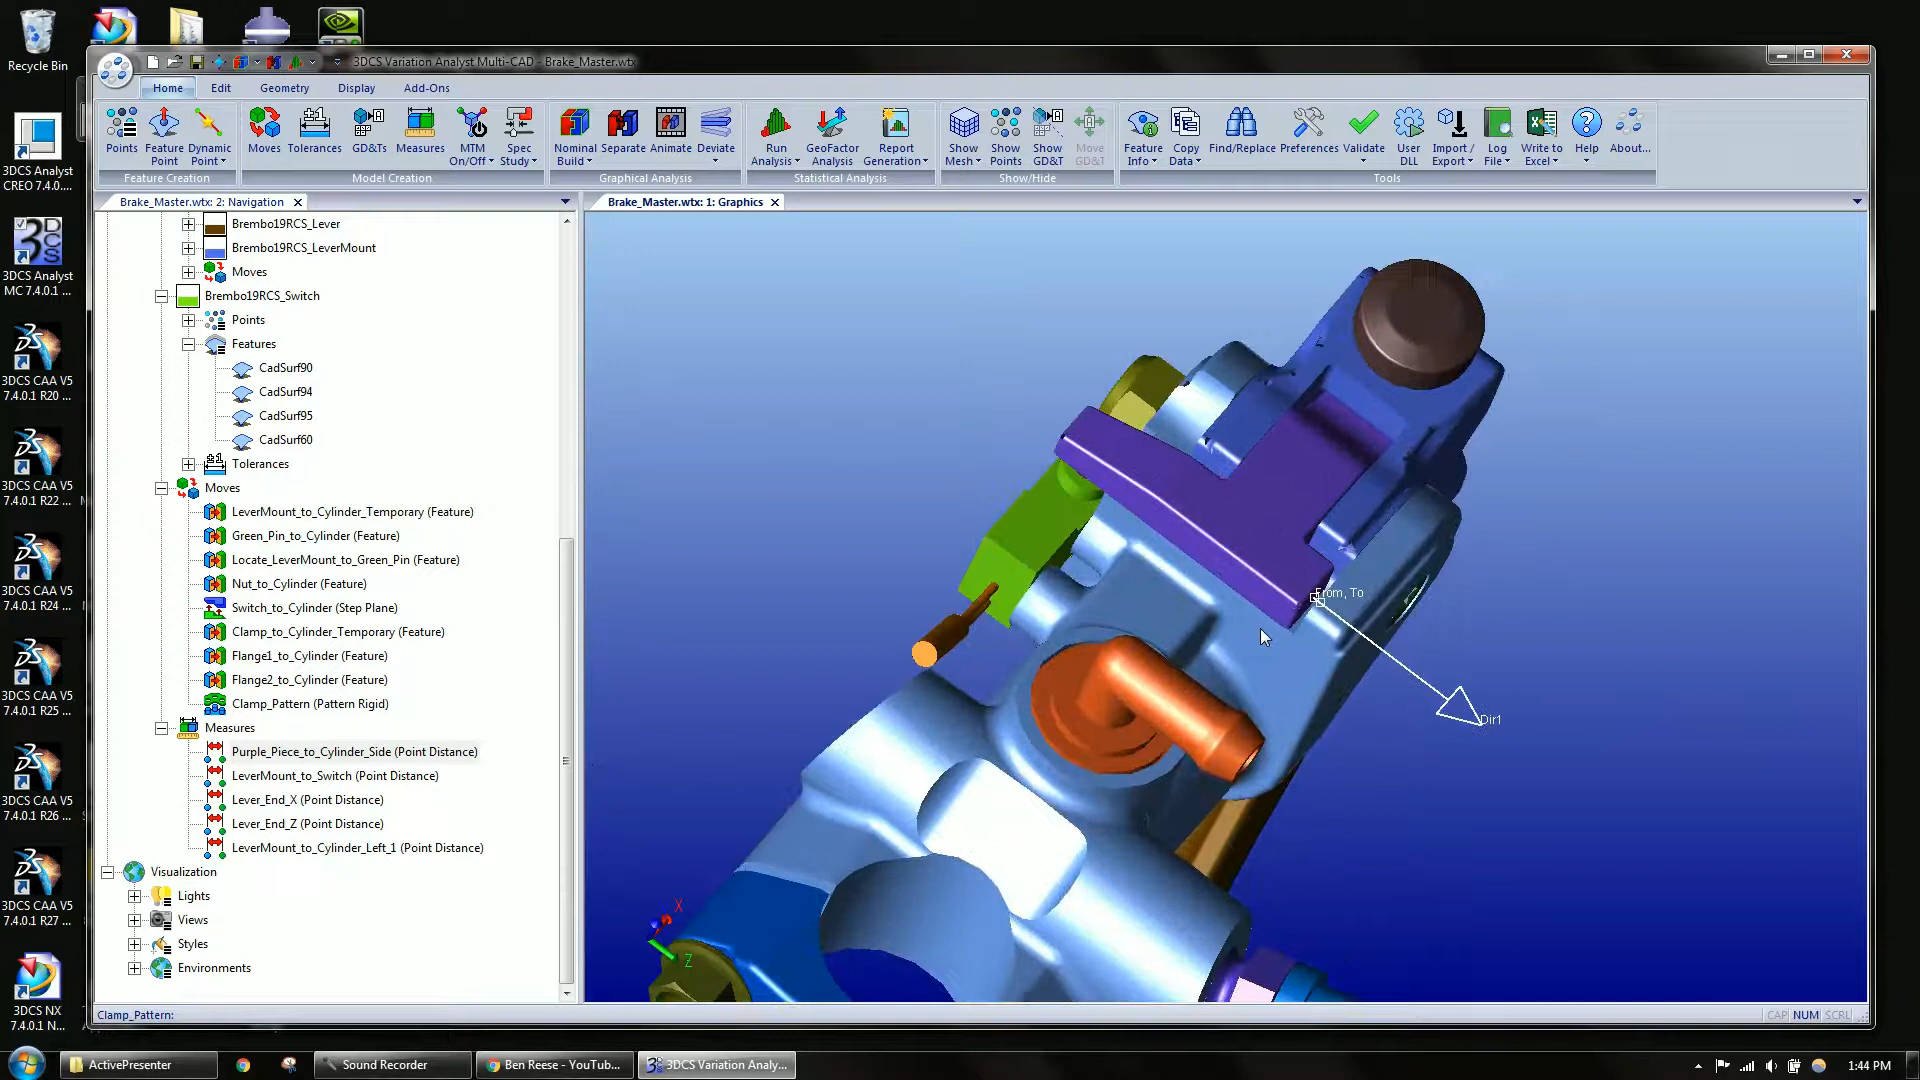 Recycle Bin
3DCS Analyst
CREO 7.4.0....
3DCS Analyst
MC 7.4.0.1 ...
3DCS CAA V5
7.4.0.1 R20 ...
3DCS CAA V5
7.4.0.1 R22 ...
3DCS CAA V5
7.4.0.1 R24 ...
3DCS CAA V5
7.4.0.1 R25 ...
3DCS CAA V5
7.4.0.1 R26 ...
3DCS CAA V5
7.4.0.1 R27 ...
3DCS NX
7.4.0.1 N...
3DCS Variation Analyst Multi-CAD - Brake_Master.wtx
Home Edit Geometry Display Add-Ons
Points
Feature Point
Dynamic Point
Feature Creation
Moves
Tolerances
GD&Ts
Measures
MTM On/Off
Spec Study
Model Creation
Nominal Build
Separate
Animate
Deviate
Graphical Analysis
Run Analysis
GeoFactor Analysis
Report Generation
Statistical Analysis
Show Mesh
Show Points
Show GD&T
Move GD&T
Show/Hide
Feature Info
Copy Data
Find/Replace
Preferences
Validate
User DLL
Import / Export
Log File
Write to Excel
Help
About...
Tools
Brake_Master.wtx: 2: Navigation
Brake_Master.wtx: 1: Graphics
Brembo19RCS_Lever
Brembo19RCS_LeverMount
Moves
Brembo19RCS_Switch
Points
Features
CadSurf90
CadSurf94
CadSurf95
CadSurf60
Tolerances
Moves
LeverMount_to_Cylinder_Temporary (Feature)
Green_Pin_to_Cylinder (Feature)
Locate_LeverMount_to_Green_Pin (Feature)
Nut_to_Cylinder (Feature)
Switch_to_Cylinder (Step Plane)
Clamp_to_Cylinder_Temporary (Feature)
Flange1_to_Cylinder (Feature)
Flange2_to_Cylinder (Feature)
Clamp_Pattern (Pattern Rigid)
Measures
Purple_Piece_to_Cylinder_Side (Point Distance)
LeverMount_to_Switch (Point Distance)
Lever_End_X (Point Distance)
Lever_End_Z (Point Distance)
LeverMount_to_Cylinder_Left_1 (Point Distance)
Visualization
Lights
Views
Styles
Environments
From, To
Dir1
X
Z
Clamp_Pattern:
CAP NUM SCRL
ActivePresenter
Sound Recorder
Ben Reese - YouTub...
3DCS Variation Analy...
1:44 PM